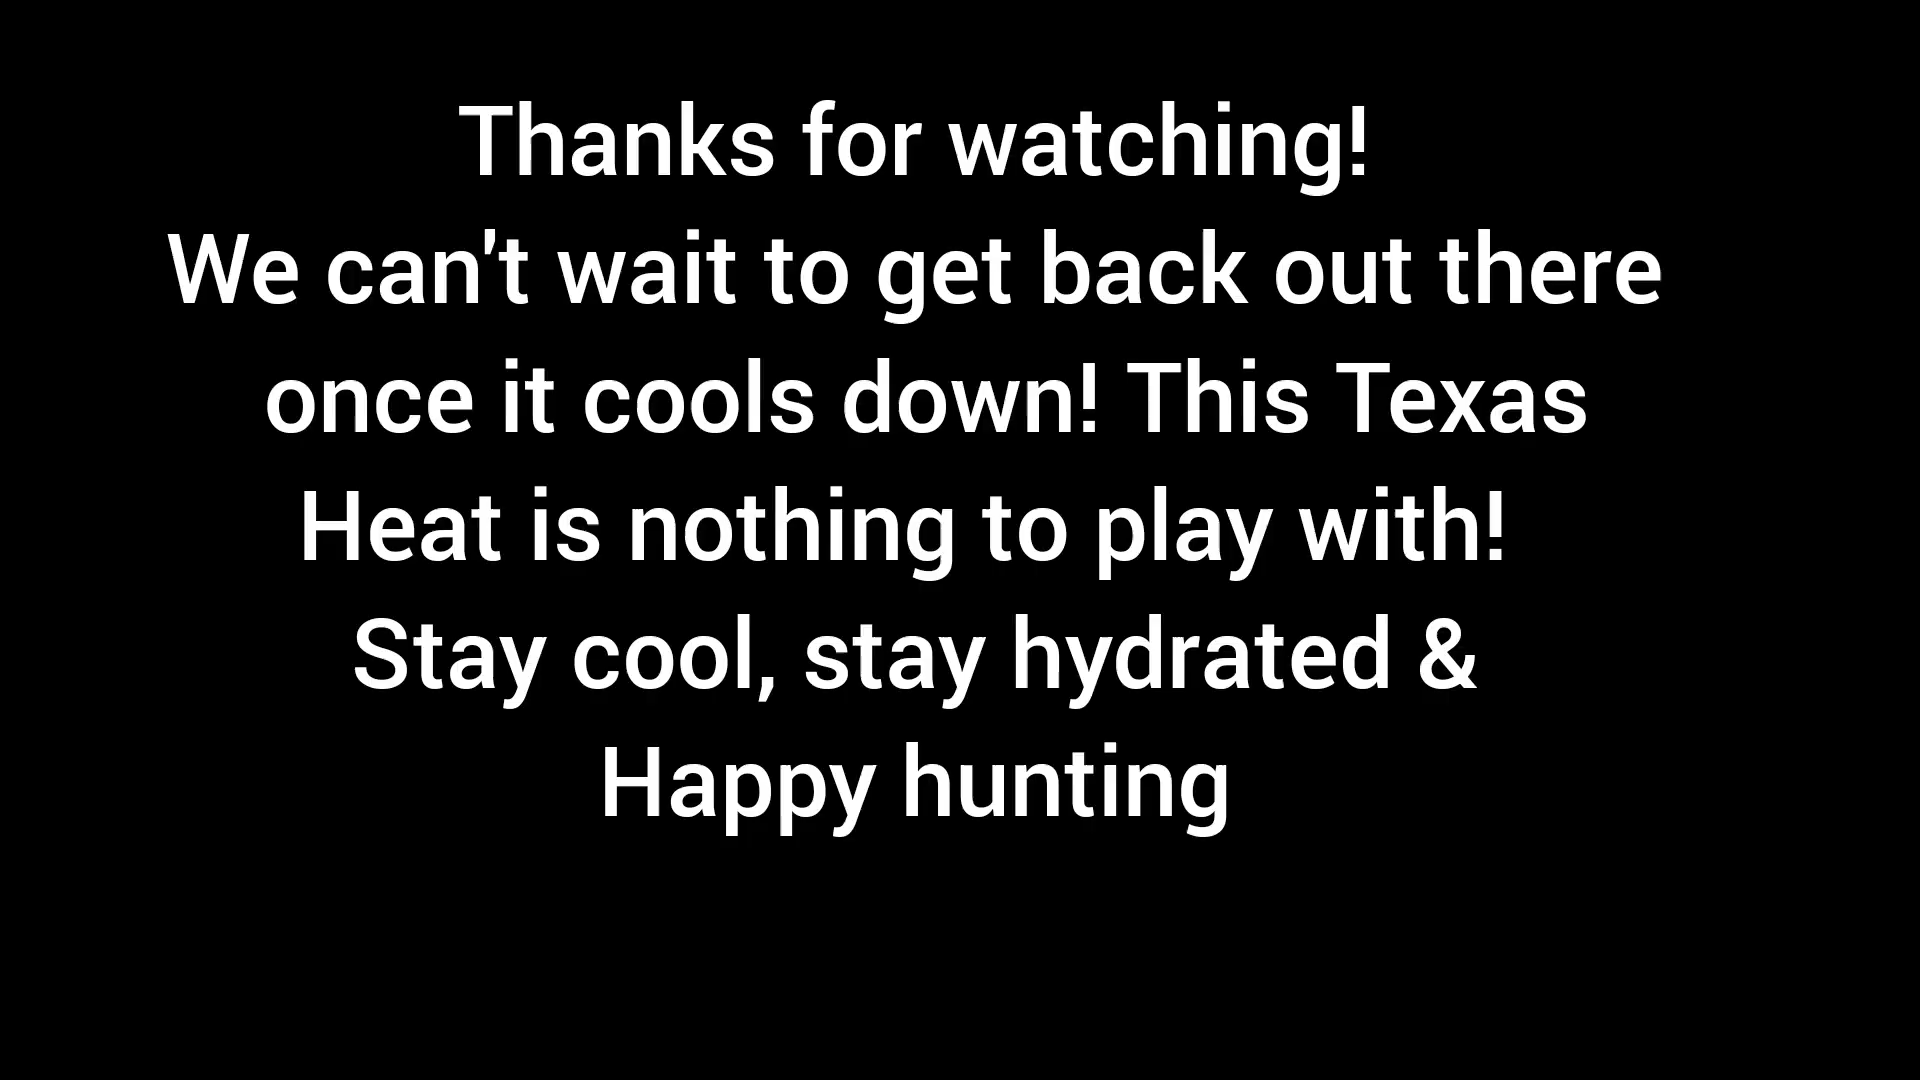 Thanks for watching!
We can't wait to get back out there
once it cools down! This Texas
Heat is nothing to play with!
Stay cool, stay hydrated &
Happy hunting